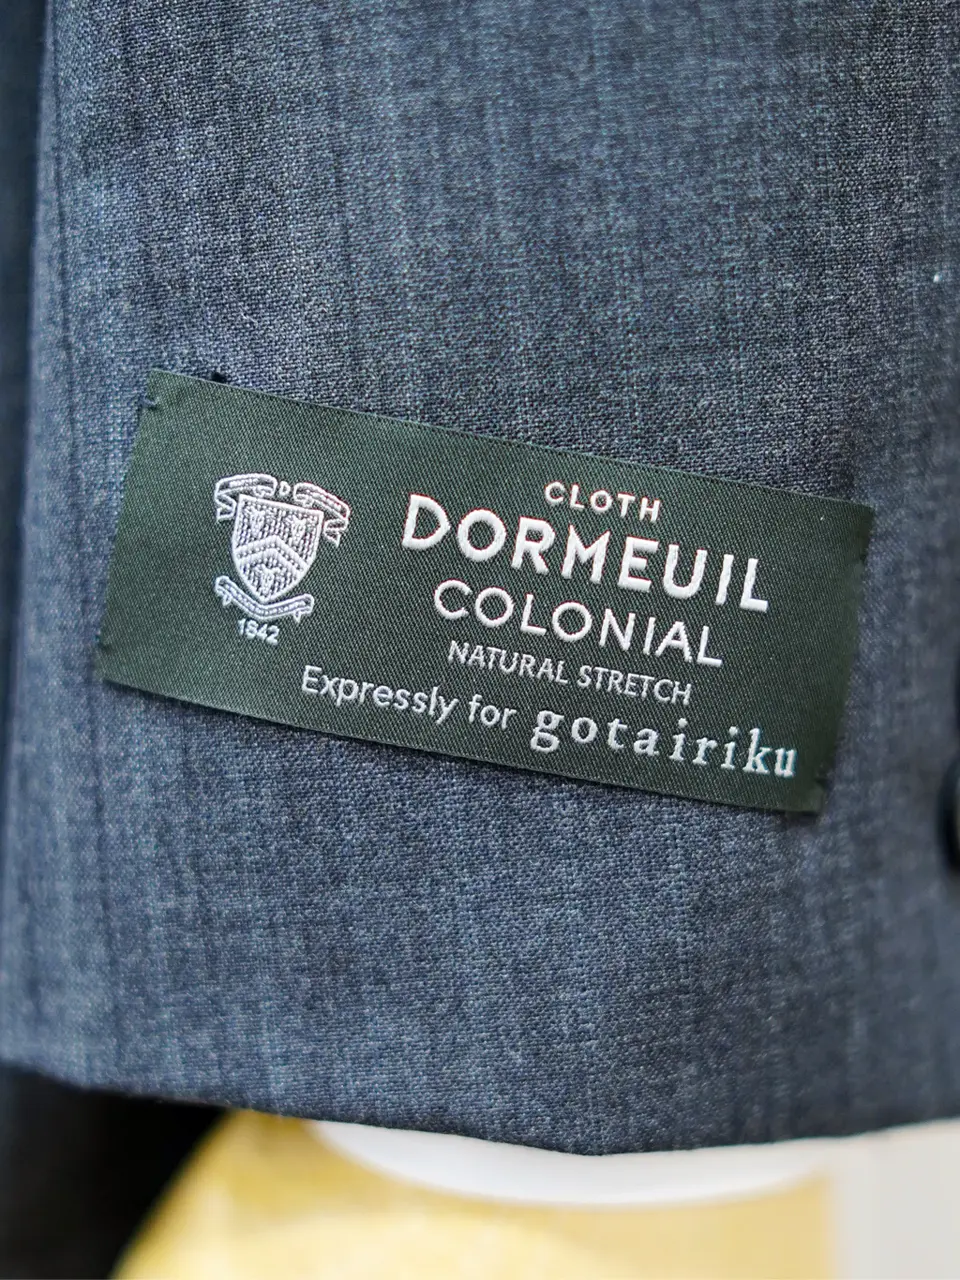 D
1842
CLOTH
DORMEUIL
COLONIAL
NATURAL STRETCH
Expressly for gotairiku